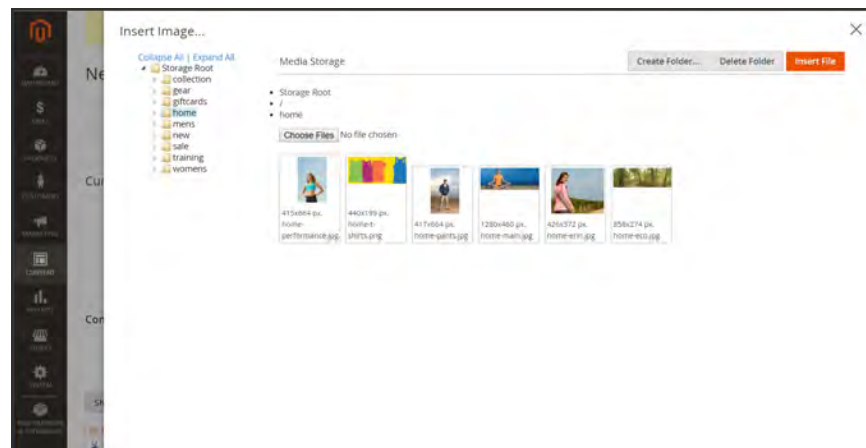 Insert Image...
Ne
Cur
Con
Collapse All | Expand All
Storage Root
collection
gear
giftcards
home
mens
new
sale
training
womens
Media Storage
Create Folder...
Delete Folder
Insert File
Storage Root
/
home
Choose Files No file chosen
415x664 px.
home-
performance.jpg
440x199 px.
home-t-
shirts.png
417x664 px.
home-pants.jpg
1280x460 px.
home-main.jpg
426x372 px.
home-erin.jpg
858x274 px.
home-eco.jpg